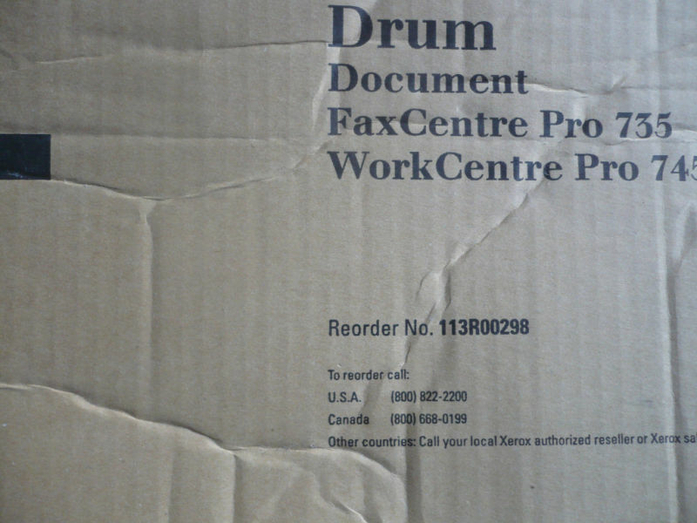 Drum
Document
FaxCentre Pro 735
WorkCentre Pro 745
Reorder No. 113R00298
To reorder call:
U.S.A. (800) 822-2200
Canada (800) 668-0199
Other countries: Call your local Xerox authorized reseller or Xerox